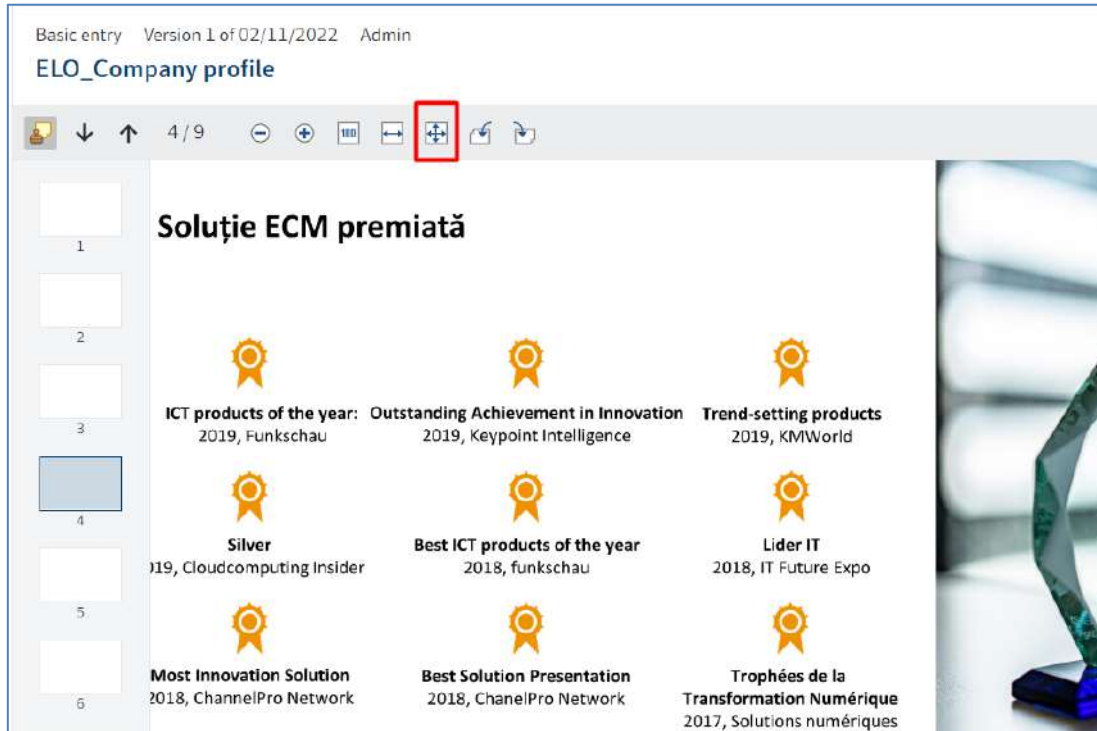 Basic entry Version 1 of 02/11/2022 Admin
ELO_Company profile
4 / 9
100
1
2
3
4
5
6
Soluție ECM premiată
ICT products of the year:
2019, Funkschau
Outstanding Achievement in Innovation
2019, Keypoint Intelligence
Trend-setting products
2019, KMWorld
Silver
019, Cloudcomputing Insider
Best ICT products of the year
2018, funkschau
Lider IT
2018, IT Future Expo
Most Innovation Solution
2018, ChannelPro Network
Best Solution Presentation
2018, ChanelPro Network
Trophées de la
Transformation Numérique
2017, Solutions numériques